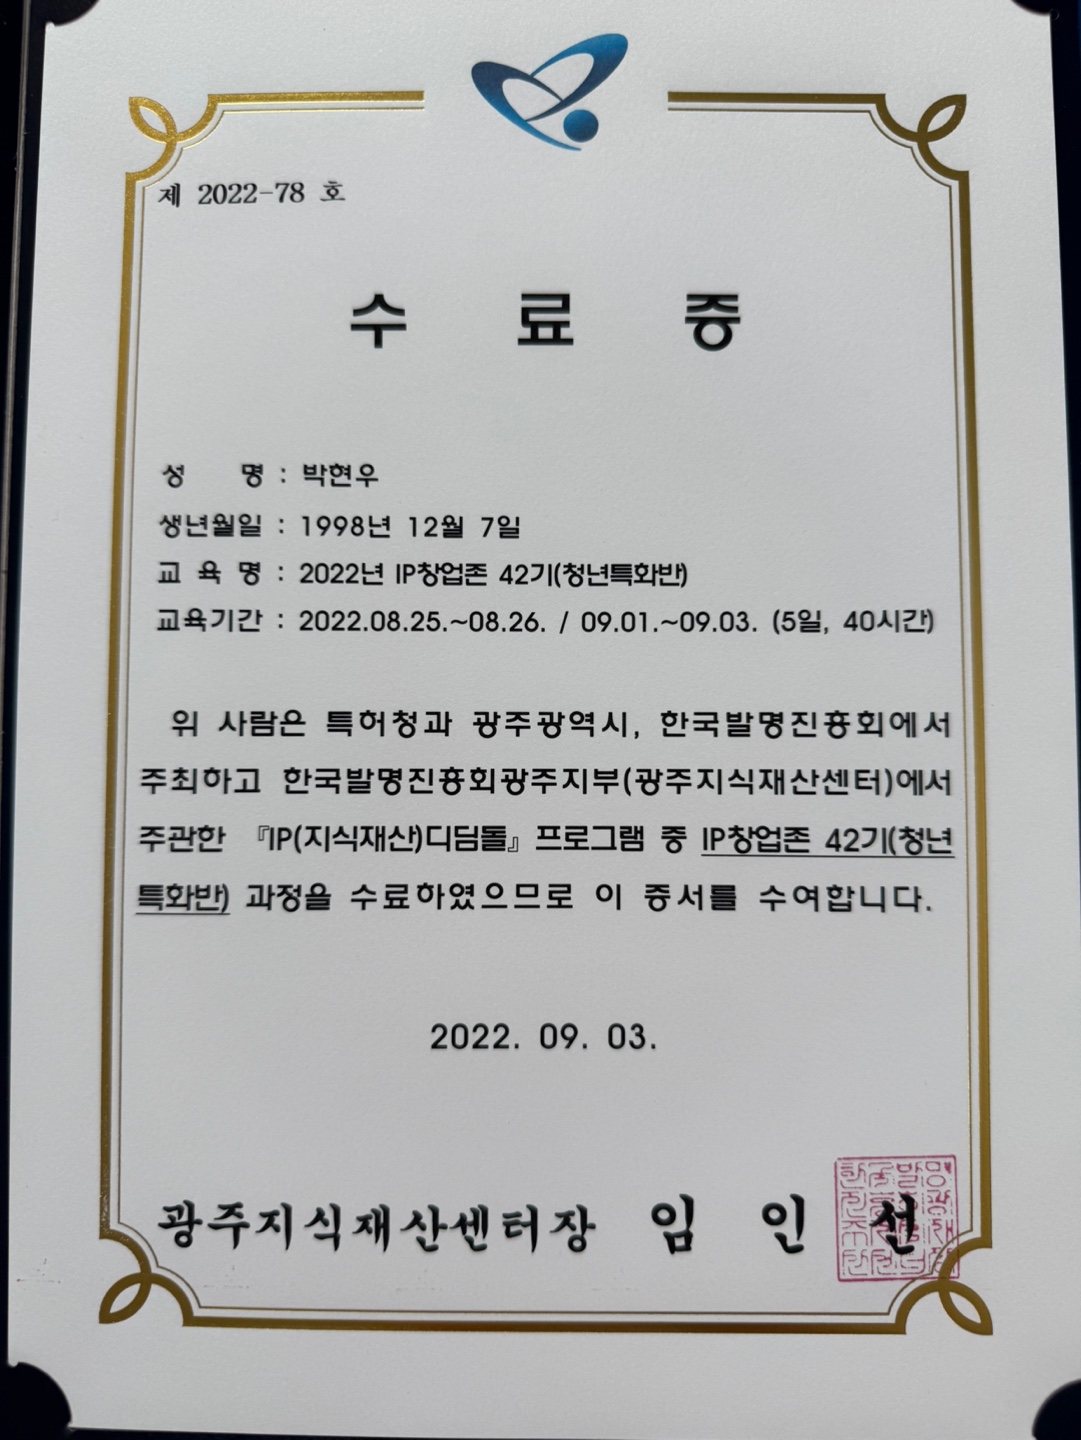 제 2022-78 호
수 료 증
성 명 : 박현우
생년월일 : 1998년 12월 7일
교 육 명 : 2022년 IP창업존 42기(청년특화반)
교육기간 : 2022.08.25.~08.26. / 09.01.~09.03. (5일, 40시간)
위 사람은 특허청과 광주광역시, 한국발명진흥회에서
주최하고 한국발명진흥회광주지부(광주지식재산센터)에서
주관한 『IP(지식재산)디딤돌』 프로그램 중 IP창업존 42기(청년
특화반) 과정을 수료하였으므로 이 증서를 수여합니다.
2022. 09. 03.
광주지식재산센터장 임 인 선